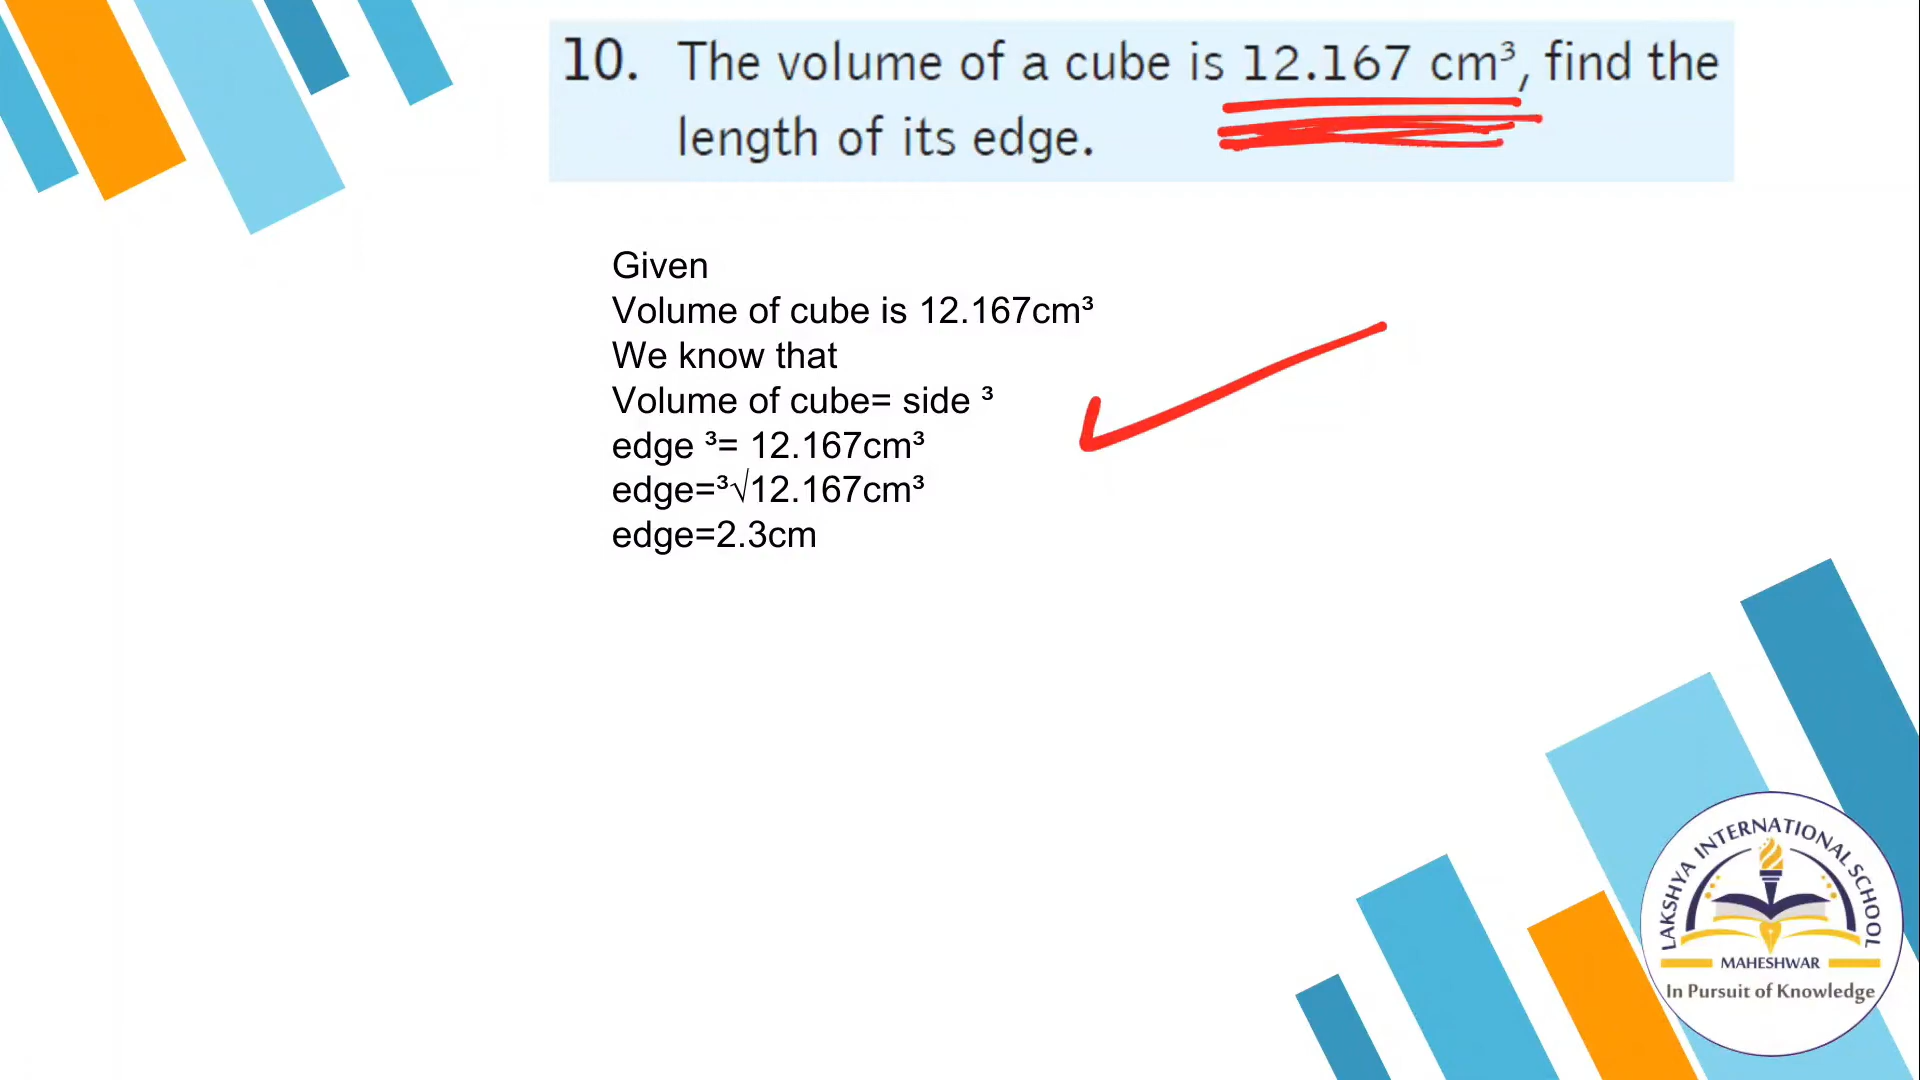 10. The volume of a cube is 12.167 cm³, find the
length of its edge.
Given
Volume of cube is 12.167cm³
We know that
Volume of cube= side ³
edge ³= 12.167cm³
edge=³√12.167cm³
edge=2.3cm
LAKSHYA INTERNATIONAL SCHOOL
MAHESHWAR
In Pursuit of Knowledge